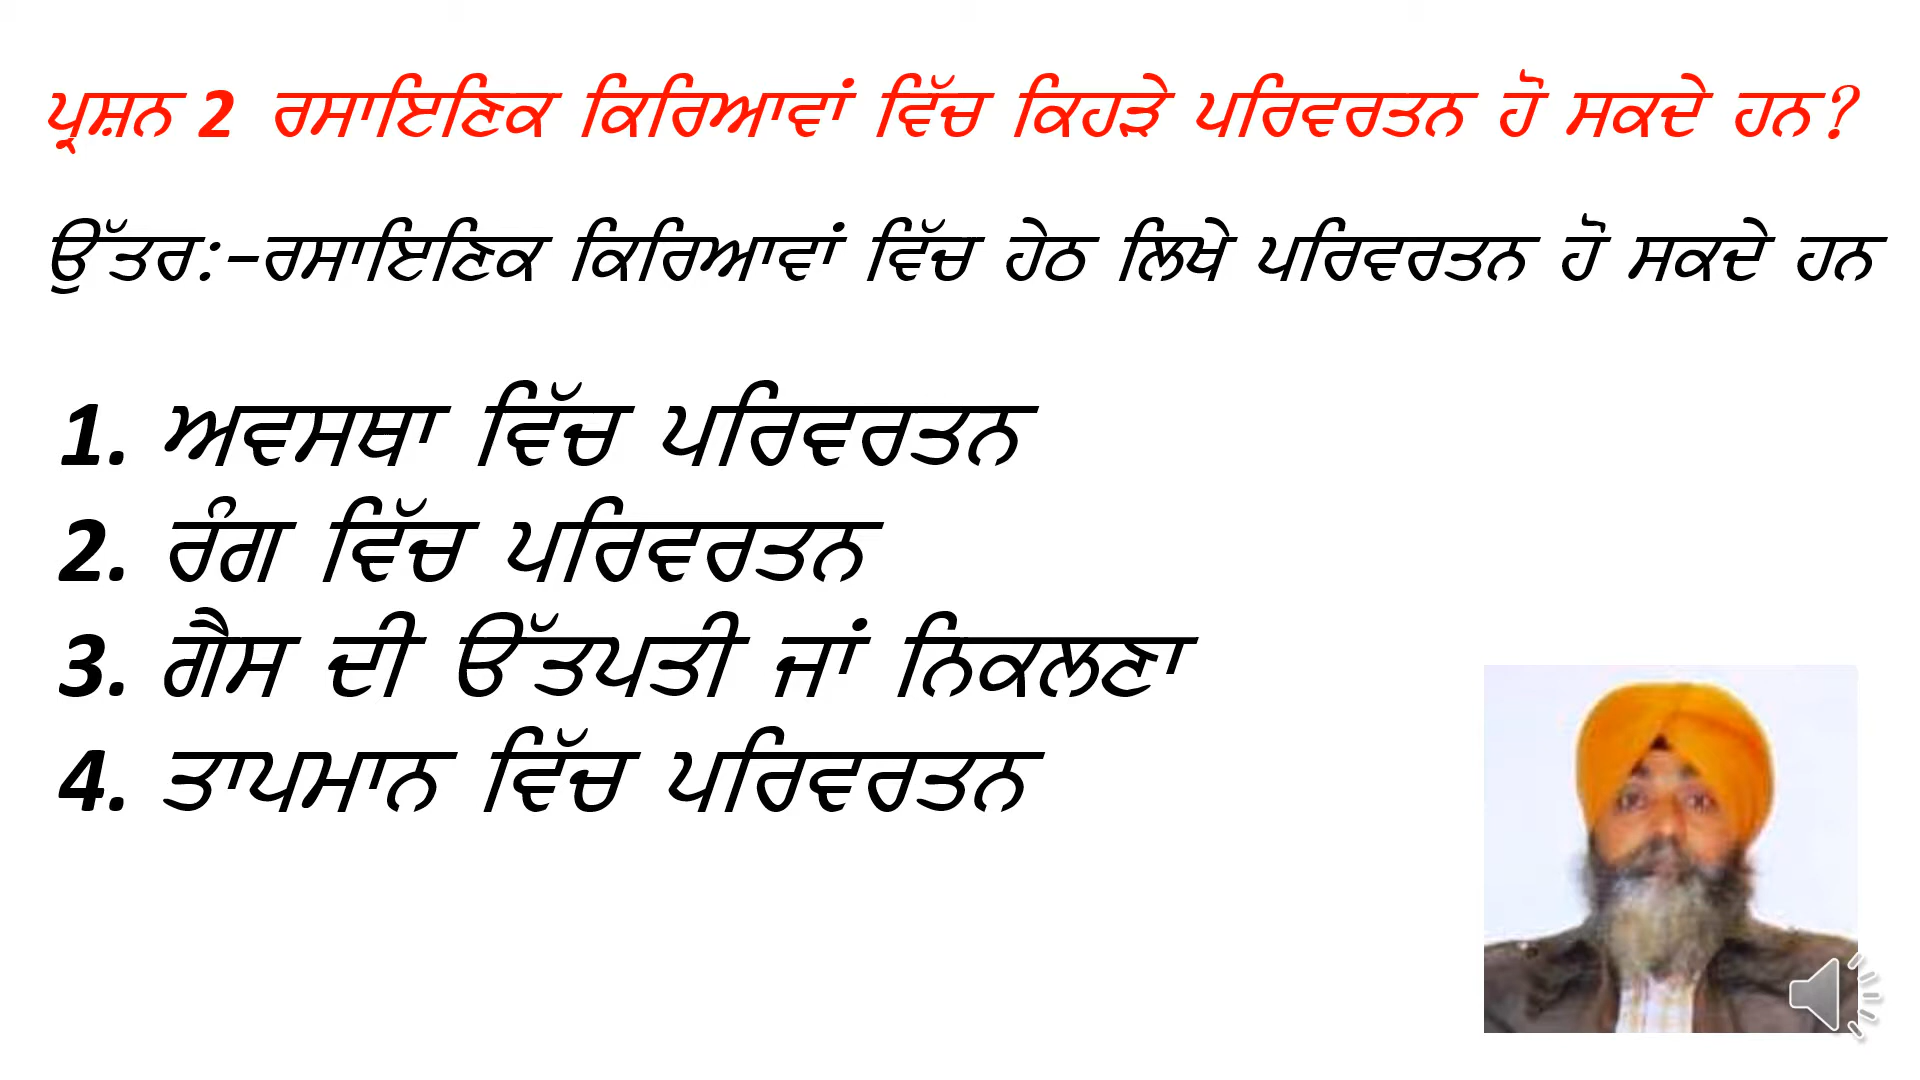 ਪ੍ਰਸ਼ਨ 2 ਰਸਾਇਣਿਕ ਕਿਰਿਆਵਾਂ ਵਿੱਚ ਕਿਹੜੇ ਪਰਿਵਰਤਨ ਹੋ ਸਕਦੇ ਹਨ?
ਉੱਤਰ:-ਰਸਾਇਣਿਕ ਕਿਰਿਆਵਾਂ ਵਿੱਚ ਹੇਠ ਲਿਖੇ ਪਰਿਵਰਤਨ ਹੋ ਸਕਦੇ ਹਨ
1. ਅਵਸਥਾ ਵਿੱਚ ਪਰਿਵਰਤਨ
2. ਰੰਗ ਵਿੱਚ ਪਰਿਵਰਤਨ
3. ਗੈਸ ਦੀ ੳੱਤਪਤੀ ਜਾਂ ਨਿਕਲਣਾ
4. ਤਾਪਮਾਨ ਵਿੱਚ ਪਰਿਵਰਤਨ